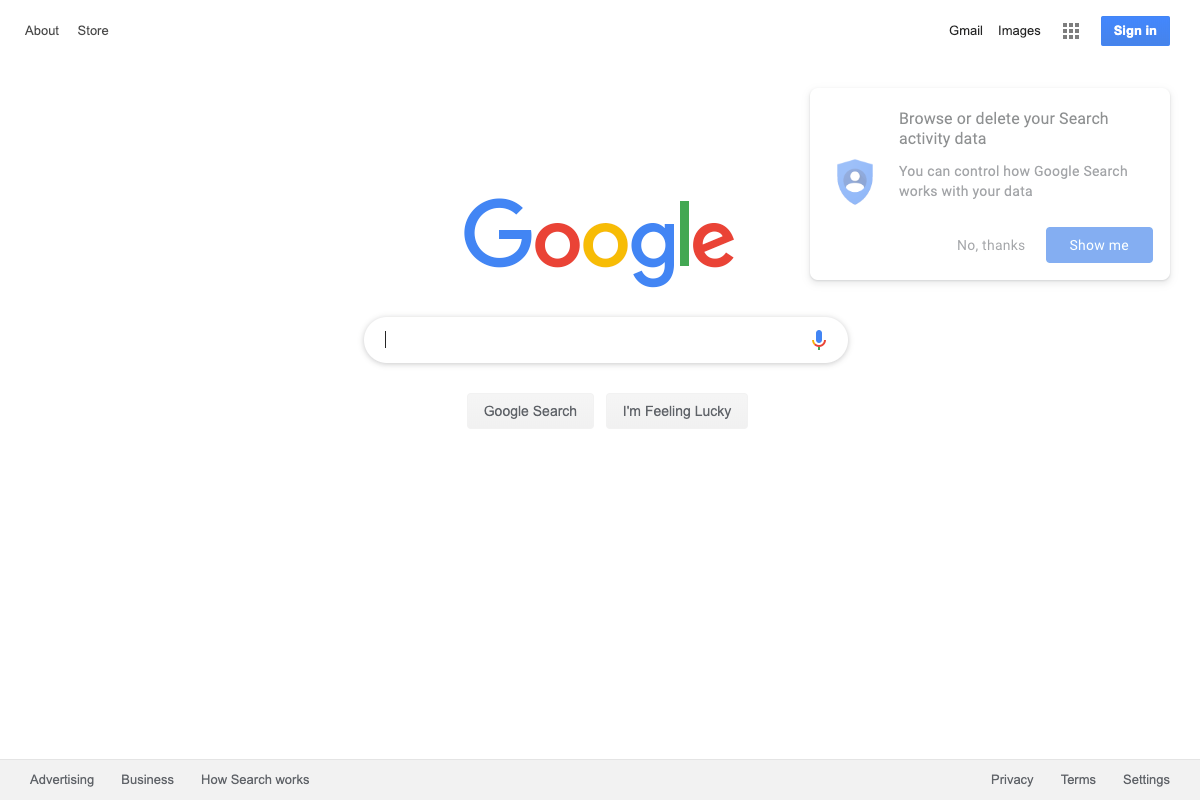 About Store
Gmail Images Sign in
Browse or delete your Search
activity data
You can control how Google Search
works with your data
No, thanks Show me
Google
Google Search I'm Feeling Lucky
Advertising Business How Search works
Privacy Terms Settings